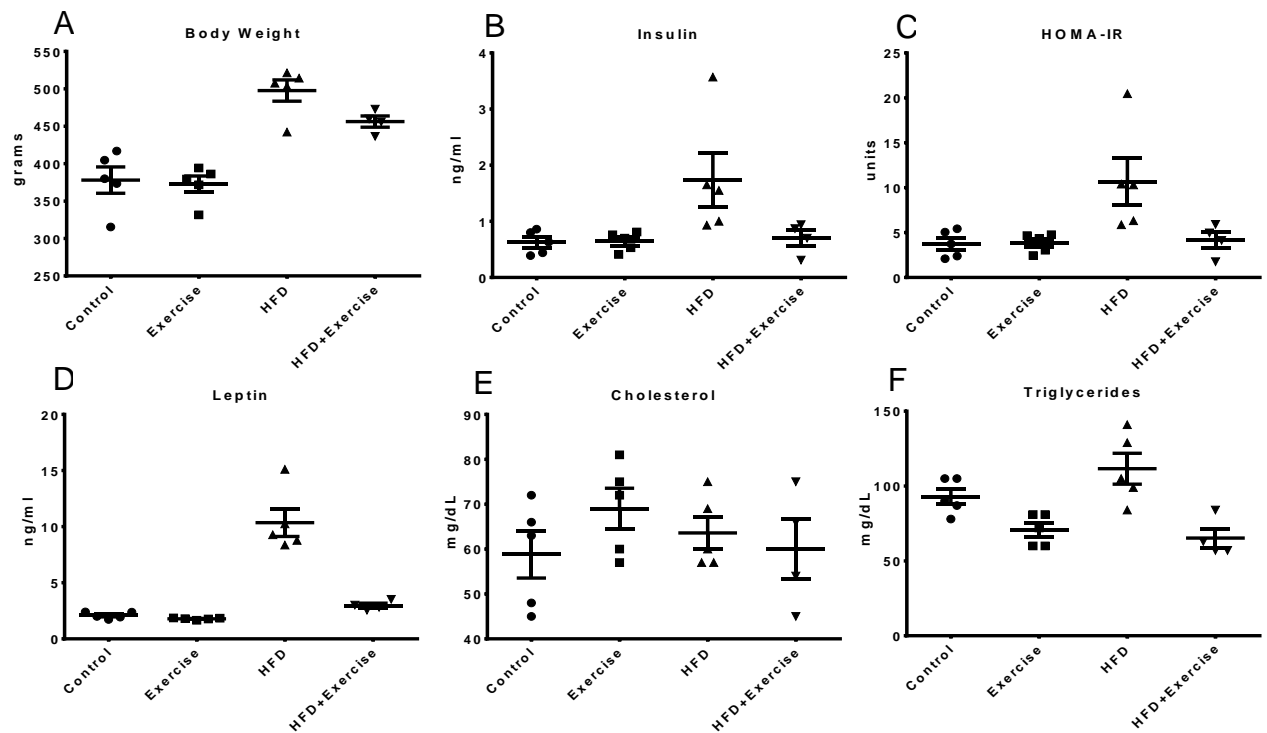 A
Body Weight
550
500
450
400
350
300
250
grams
Control
Exercise
HFD
HFD+Exercise
B
Insulin
4
3
2
1
0
ng/ml
Control
Exercise
HFD
HFD+Exercise
C
HOMA-IR
25
20
15
10
5
0
units
Control
Exercise
HFD
HFD+Exercise
D
Leptin
20
15
10
5
0
ng/ml
Control
Exercise
HFD
HFD+Exercise
E
Cholesterol
90
80
70
60
50
40
mg/dL
Control
Exercise
HFD
HFD+Exercise
F
Triglycerides
150
100
50
0
mg/dL
Control
Exercise
HFD
HFD+Exercise